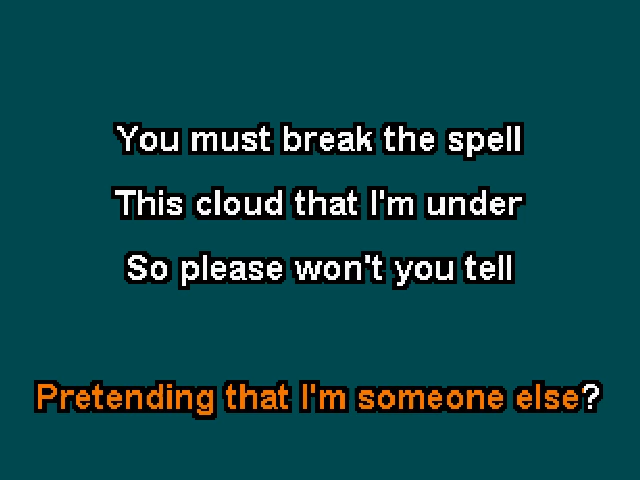 You must break the spell
This cloud that I'm under
So please won't you tell
Pretending that I'm someone else?